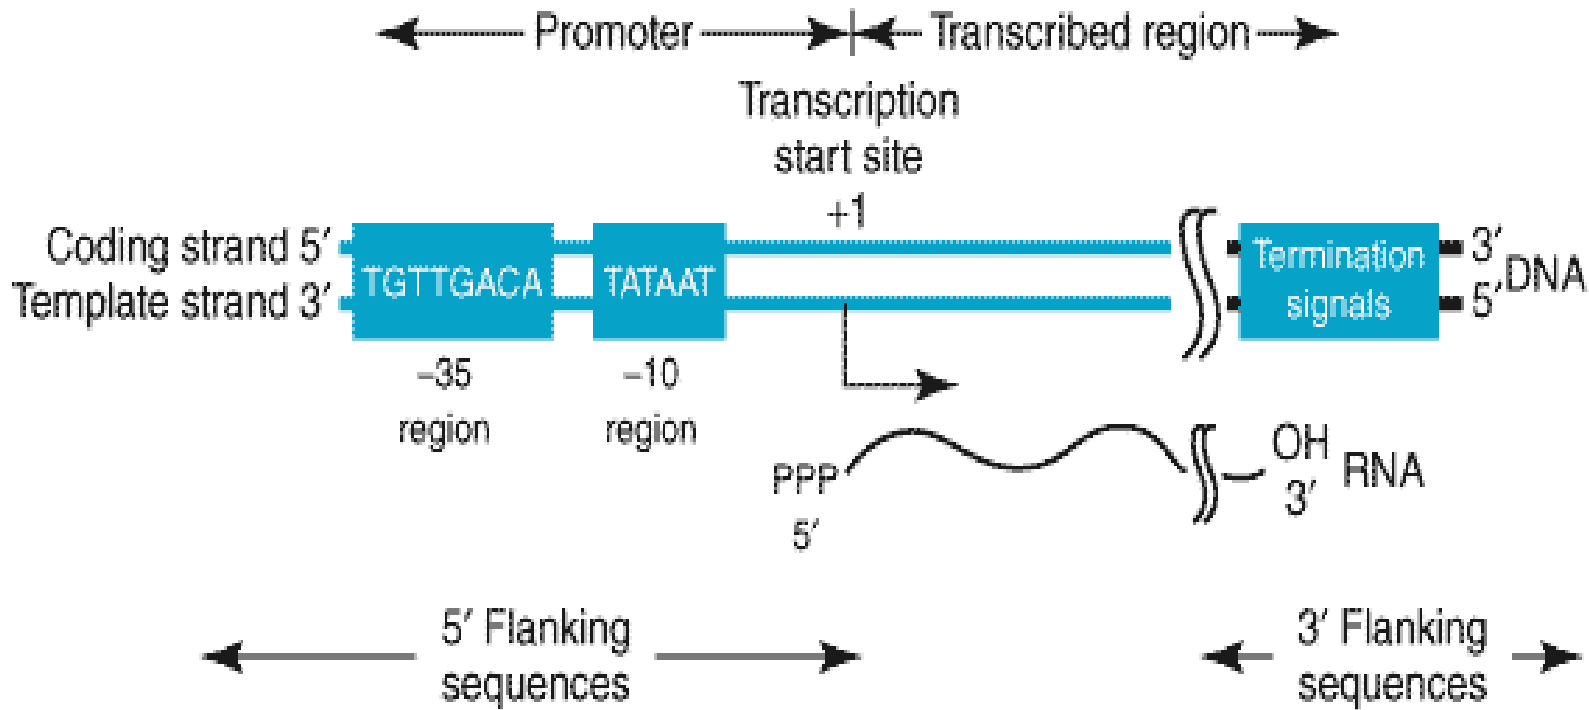 Promoter Transcribed region
Transcription
start site
+1
Coding strand 5′ 3′
TGTTGACA TATAAT Termination
signals
DNA
Template strand 3′ 5′
−35 −10
region region
PPP OH RNA
5′ 3′
5′ Flanking 3′ Flanking
sequences sequences